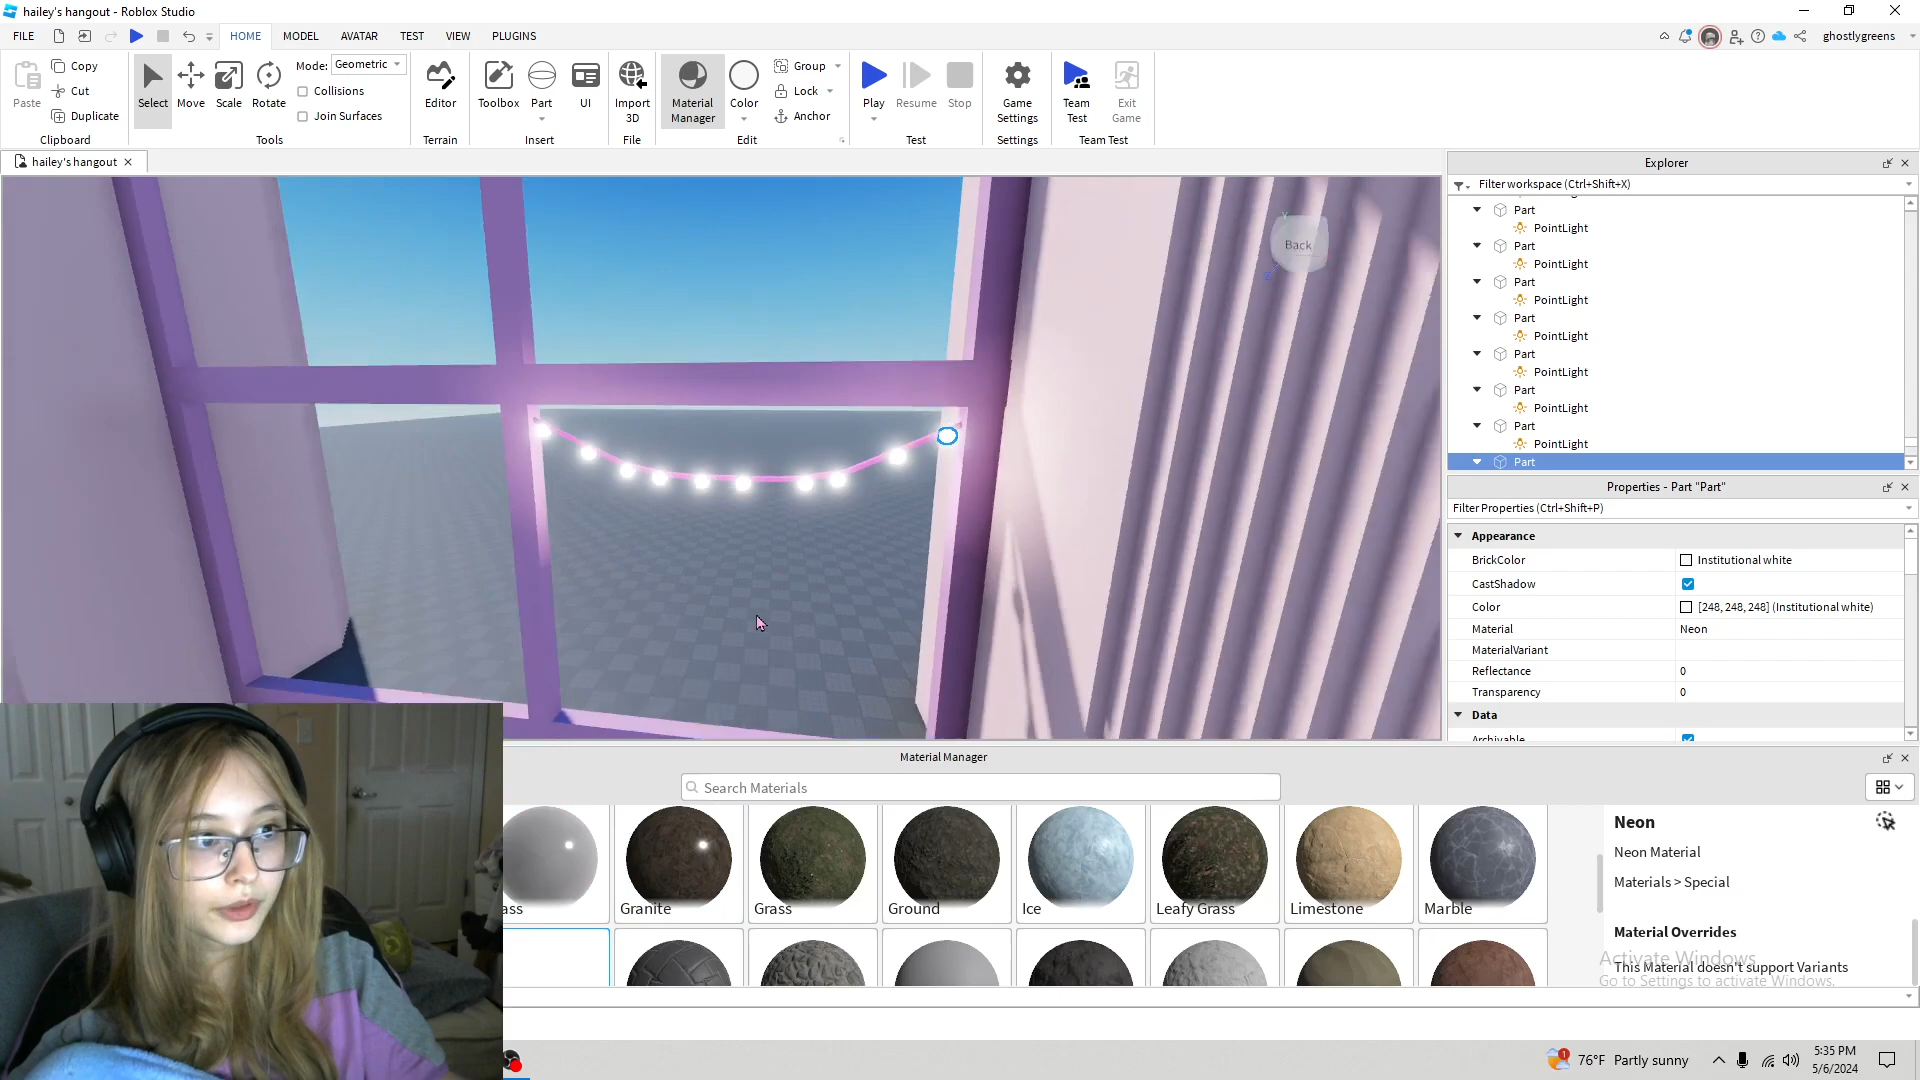 hailey's hangout - Roblox Studio
FILE HOME MODEL AVATAR TEST VIEW PLUGINS ghostlygreens
Paste Copy Cut Duplicate Clipboard
Select Move Scale Rotate Mode: Geometric Collisions Join Surfaces Tools
Editor Terrain
Toolbox Part UI Insert
Import 3D File
Material Manager Color Group Lock Anchor Edit
Play Resume Stop Test
Game Settings Settings
Team Test Exit Game Team Test
hailey's hangout
Back
Y
Z
Explorer
Filter workspace (Ctrl+Shift+X)
Part
PointLight
Part
PointLight
Part
PointLight
Part
PointLight
Part
PointLight
Part
PointLight
Part
PointLight
Part
Properties - Part "Part"
Filter Properties (Ctrl+Shift+P)
Appearance
BrickColor Institutional white
CastShadow
Color [248, 248, 248] (Institutional white)
Material Neon
MaterialVariant
Reflectance 0
Transparency 0
Data
Archivable
Material Manager
Search Materials
ass Granite Grass Ground Ice Leafy Grass Limestone Marble
Neon
Neon Material
Materials > Special
Material Overrides
This Material doesn't support Variants
Activate Windows
Go to Settings to activate Windows.
1 76°F Partly sunny
5:35 PM
5/6/2024